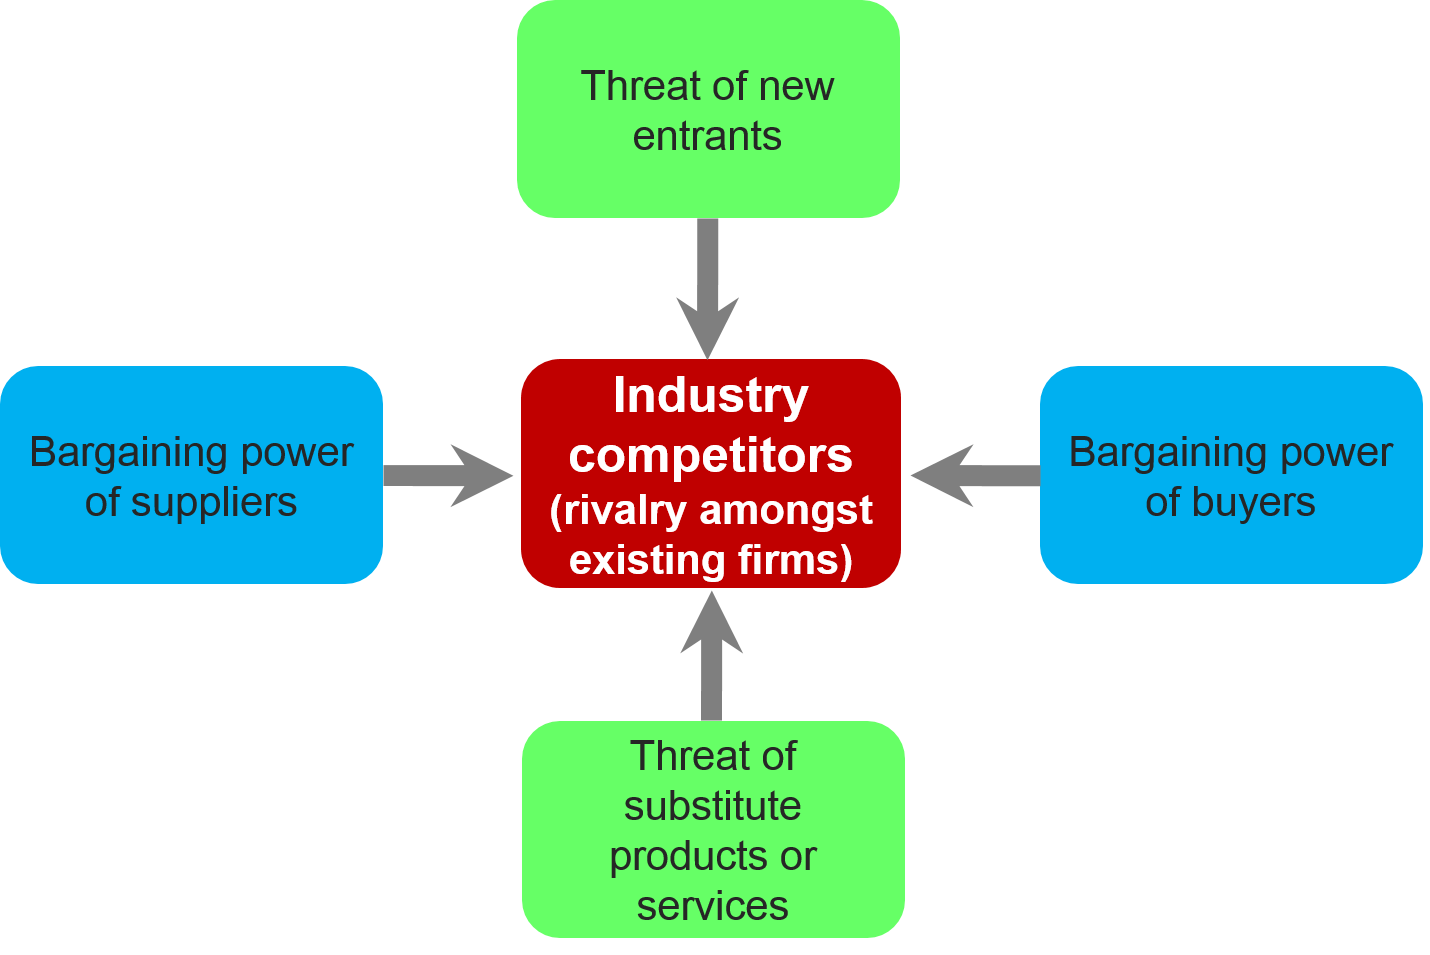 Threat of new
entrants
Bargaining power
of suppliers
Industry
competitors
(rivalry amongst
existing firms)
Bargaining power
of buyers
Threat of
substitute
products or
services